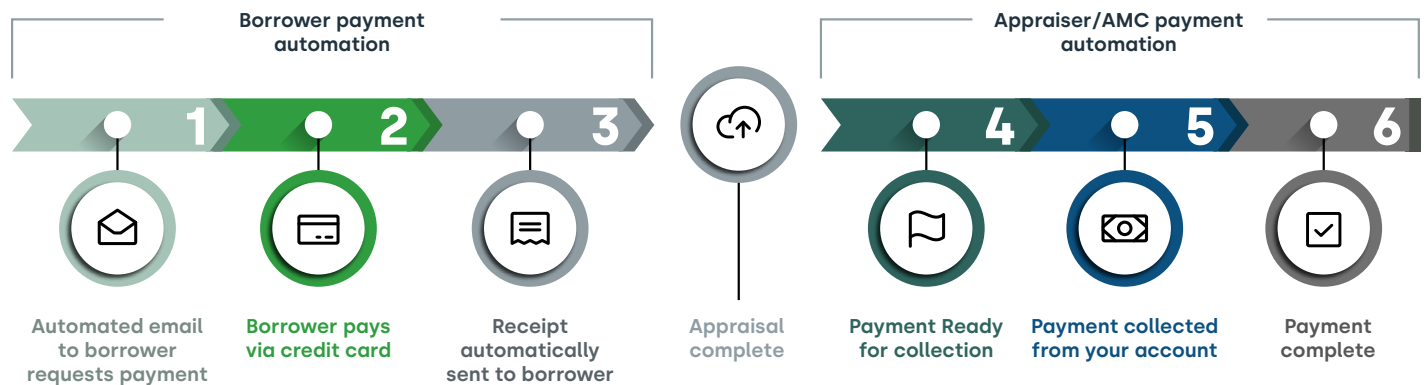 Borrower payment
automation
Appraiser/AMC payment
automation
1
2
3
4
5
6
Automated email
to borrower
requests payment
Borrower pays
via credit card
Receipt
automatically
sent to borrower
Appraisal
complete
Payment Ready
for collection
Payment collected
from your account
Payment
complete